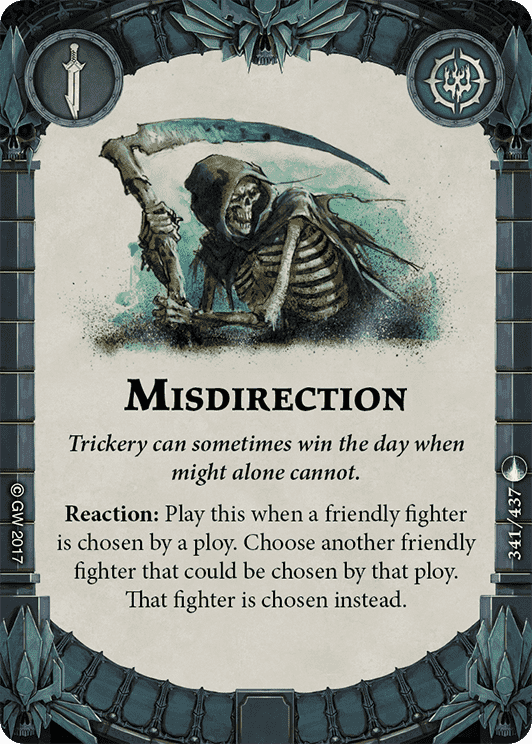 MISDIRECTION
Trickery can sometimes win the day when
might alone cannot.
Reaction: Play this when a friendly fighter
is chosen by a ploy. Choose another friendly
fighter that could be chosen by that ploy.
That fighter is chosen instead.
© GW 2017
341/437